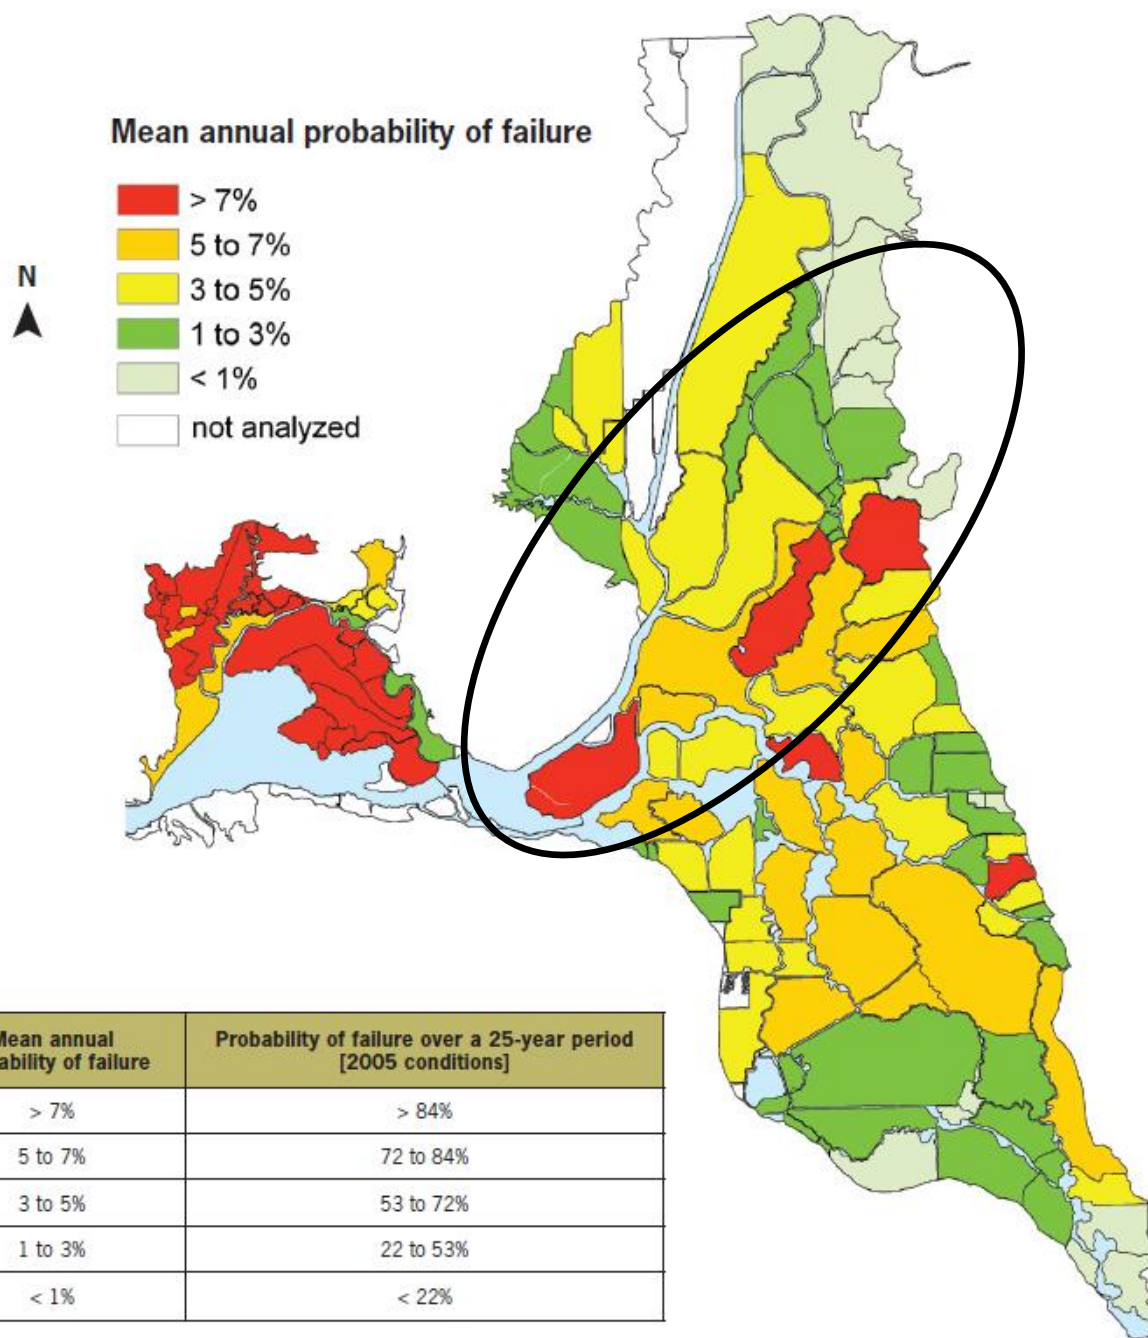 Mean annual probability of failure
> 7%
5 to 7%
N
3 to 5%
1 to 3%
< 1%
not analyzed
Mean annual
ability of failure
Probability of failure over a 25-year period
[2005 conditions]
> 7%
> 84%
5 to 7%
72 to 84%
3 to 5%
53 to 72%
1 to 3%
22 to 53%
< 1%
< 22%